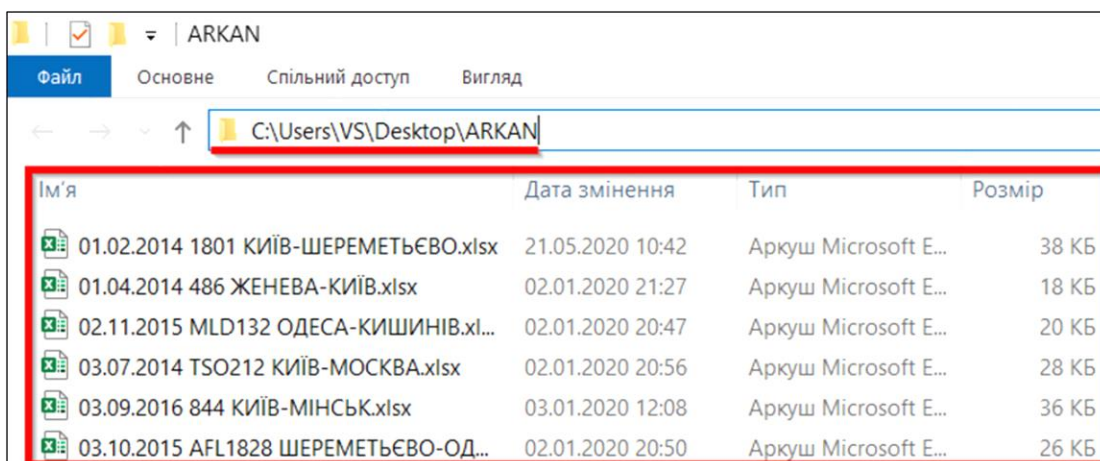 ARKAN
Файл Основне Спільний доступ Вигляд
C:\Users\VS\Desktop\ARKAN
Ім'я Дата змінення Тип Розмір
01.02.2014 1801 КИЇВ-ШЕРЕМЕТЬЄВО.xlsx 21.05.2020 10:42 Аркуш Microsoft E... 38 КБ
01.04.2014 486 ЖЕНЕВА-КИЇВ.xlsx 02.01.2020 21:27 Аркуш Microsoft E... 18 КБ
02.11.2015 MLD132 ОДЕСА-КИШИНІВ.xl... 02.01.2020 20:47 Аркуш Microsoft E... 20 КБ
03.07.2014 TSO212 КИЇВ-МОСКВА.xlsx 02.01.2020 20:56 Аркуш Microsoft E... 28 КБ
03.09.2016 844 КИЇВ-МІНСЬК.xlsx 03.01.2020 12:08 Аркуш Microsoft E... 36 КБ
03.10.2015 AFL1828 ШЕРЕМЕТЬЄВО-ОД... 02.01.2020 20:50 Аркуш Microsoft E... 26 КБ